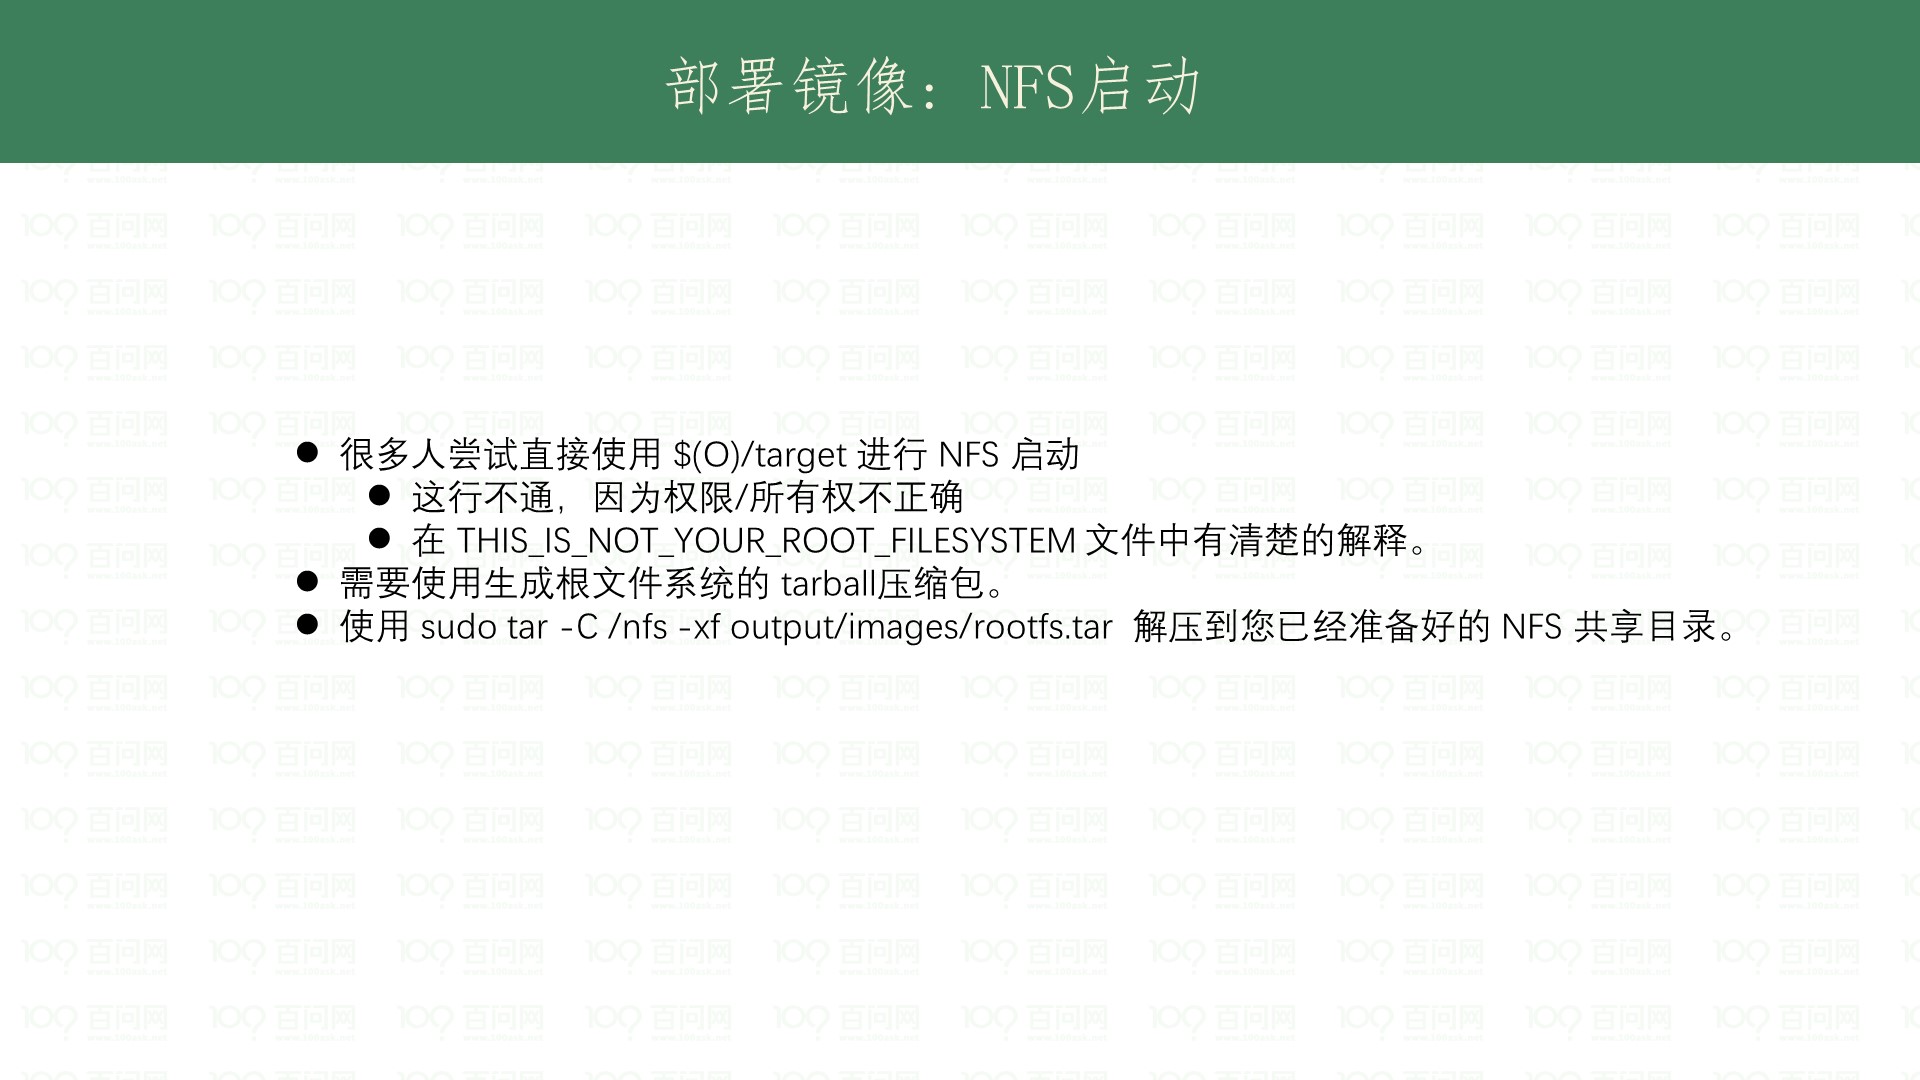 部署镜像：NFS启动
● 很多人尝试直接使用 $(O)/target 进行 NFS 启动
● 这行不通，因为权限/所有权不正确
● 在 THIS_IS_NOT_YOUR_ROOT_FILESYSTEM 文件中有清楚的解释。
● 需要使用生成根文件系统的 tarball压缩包。
● 使用 sudo tar -C /nfs -xf output/images/rootfs.tar 解压到您已经准备好的 NFS 共享目录。